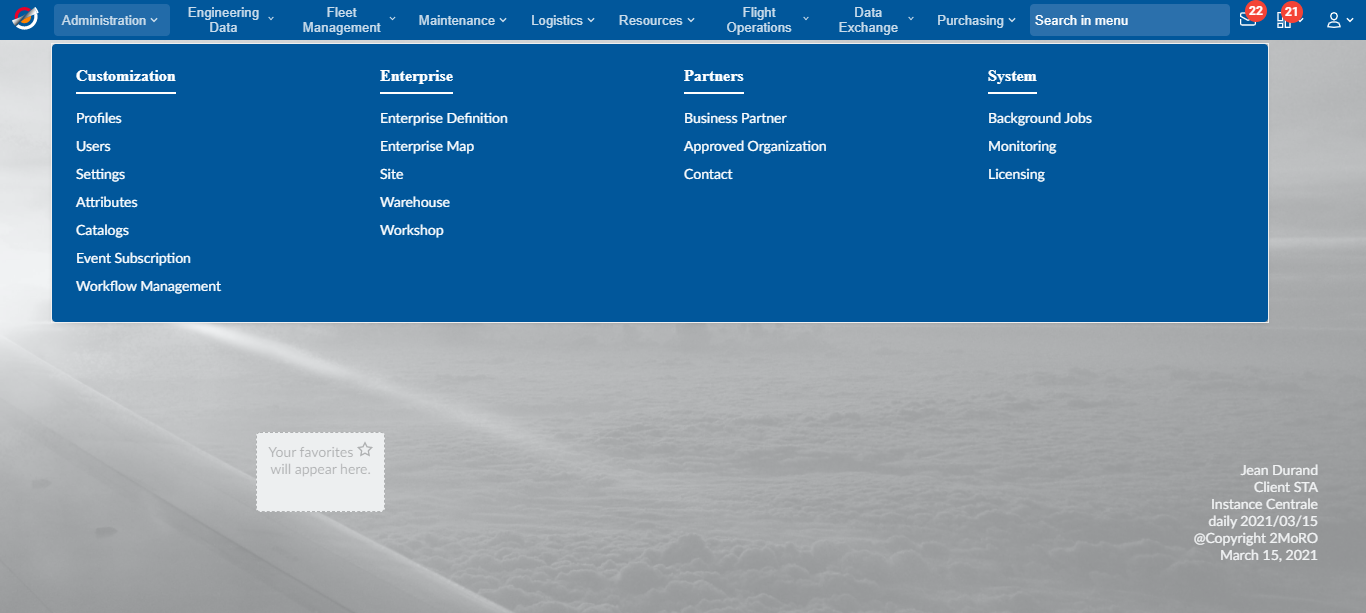 Administration
Engineering
Data
Fleet
Management
Maintenance
Logistics
Resources
Flight
Operations
Data
Exchange
Purchasing
Search in menu
22
21
Customization
Profiles
Users
Settings
Attributes
Catalogs
Event Subscription
Workflow Management
Enterprise
Enterprise Definition
Enterprise Map
Site
Warehouse
Workshop
Partners
Business Partner
Approved Organization
Contact
System
Background Jobs
Monitoring
Licensing
Your favorites
will appear here.
Jean Durand
Client STA
Instance Centrale
daily 2021/03/15
@Copyright 2MoRO
March 15, 2021